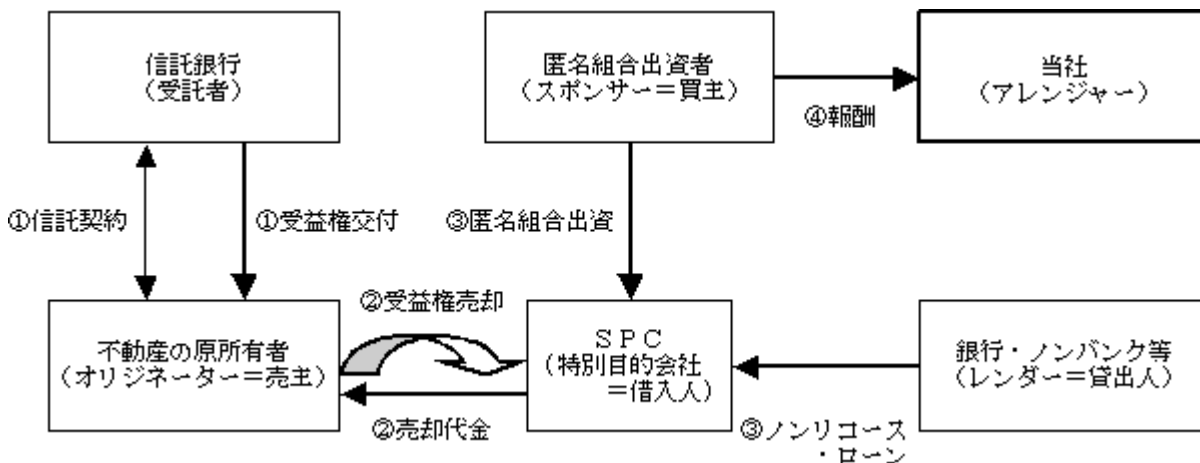 信託銀行
(受託者)
匿名組合出資者
(スポンサー=買主)
当社
(アレンジャー)
④報酬
①信託契約
①受益権交付
③匿名組合出資
②受益権売却
不動産の原所有者
(オリジネーター=売主)
SPC
(特別目的会社
=借入人)
銀行・ノンバンク等
(レンダー=貸出人)
②売却代金
③ノンリコース
・ローン